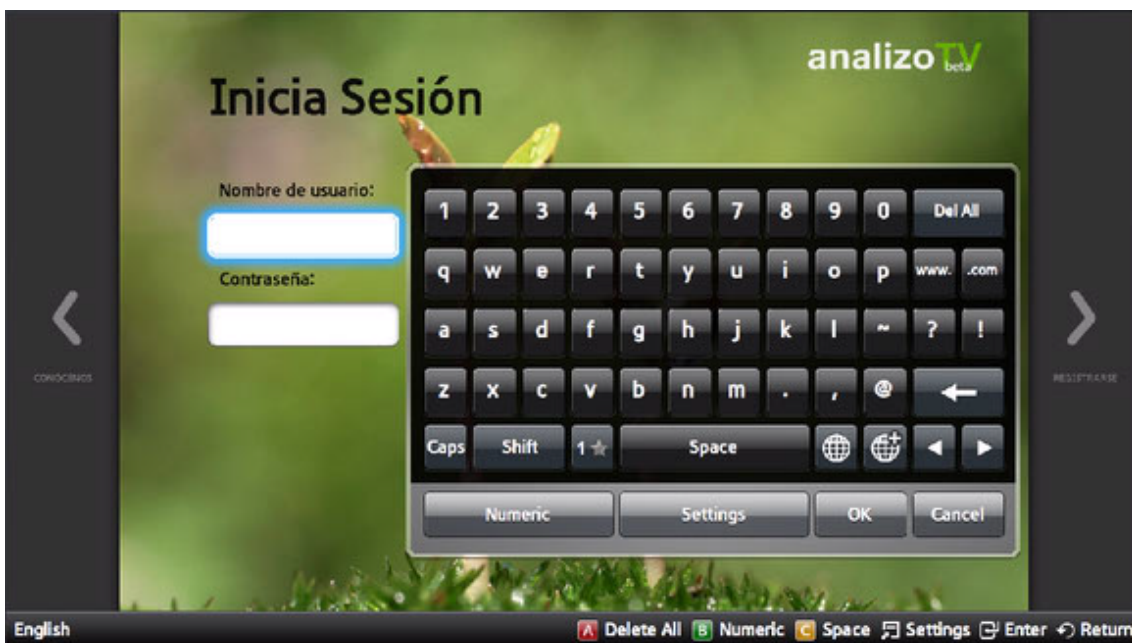 analizoTV
beta
Inicia Sesión
Nombre de usuario:
Contraseña:
1 2 3 4 5 6 7 8 9 0 Del All
q w e r t y u i o p www. .com
a s d f g h j k l ~ ? !
z x c v b n m . , @
Caps Shift 1 Space
Numeric Settings OK Cancel
CONÓCENOS
REGISTRARSE
English A Delete All B Numeric C Space Settings Enter Return